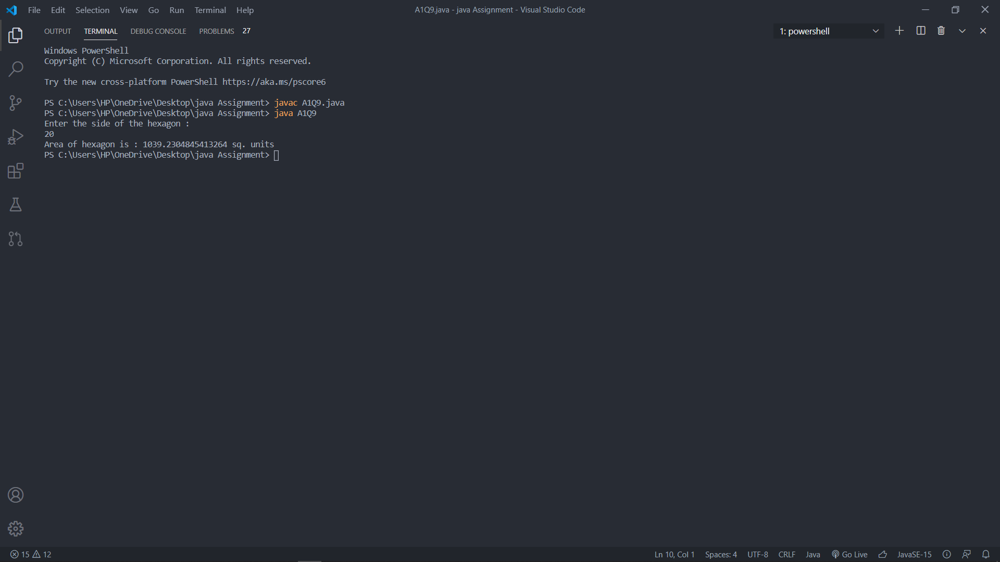 File Edit Selection View Go Run Terminal Help
A1Q9.java - java Assignment - Visual Studio Code
OUTPUT TERMINAL DEBUG CONSOLE PROBLEMS 27
1: powershell
Windows PowerShell
Copyright (C) Microsoft Corporation. All rights reserved.
Try the new cross-platform PowerShell https://aka.ms/pscore6
PS C:\Users\HP\OneDrive\Desktop\java Assignment> javac A1Q9.java
PS C:\Users\HP\OneDrive\Desktop\java Assignment> java A1Q9
Enter the side of the hexagon :
20
Area of hexagon is : 1039.2304845413264 sq. units
PS C:\Users\HP\OneDrive\Desktop\java Assignment>
15 12
Ln 10, Col 1 Spaces: 4 UTF-8 CRLF Java Go Live JavaSE-15